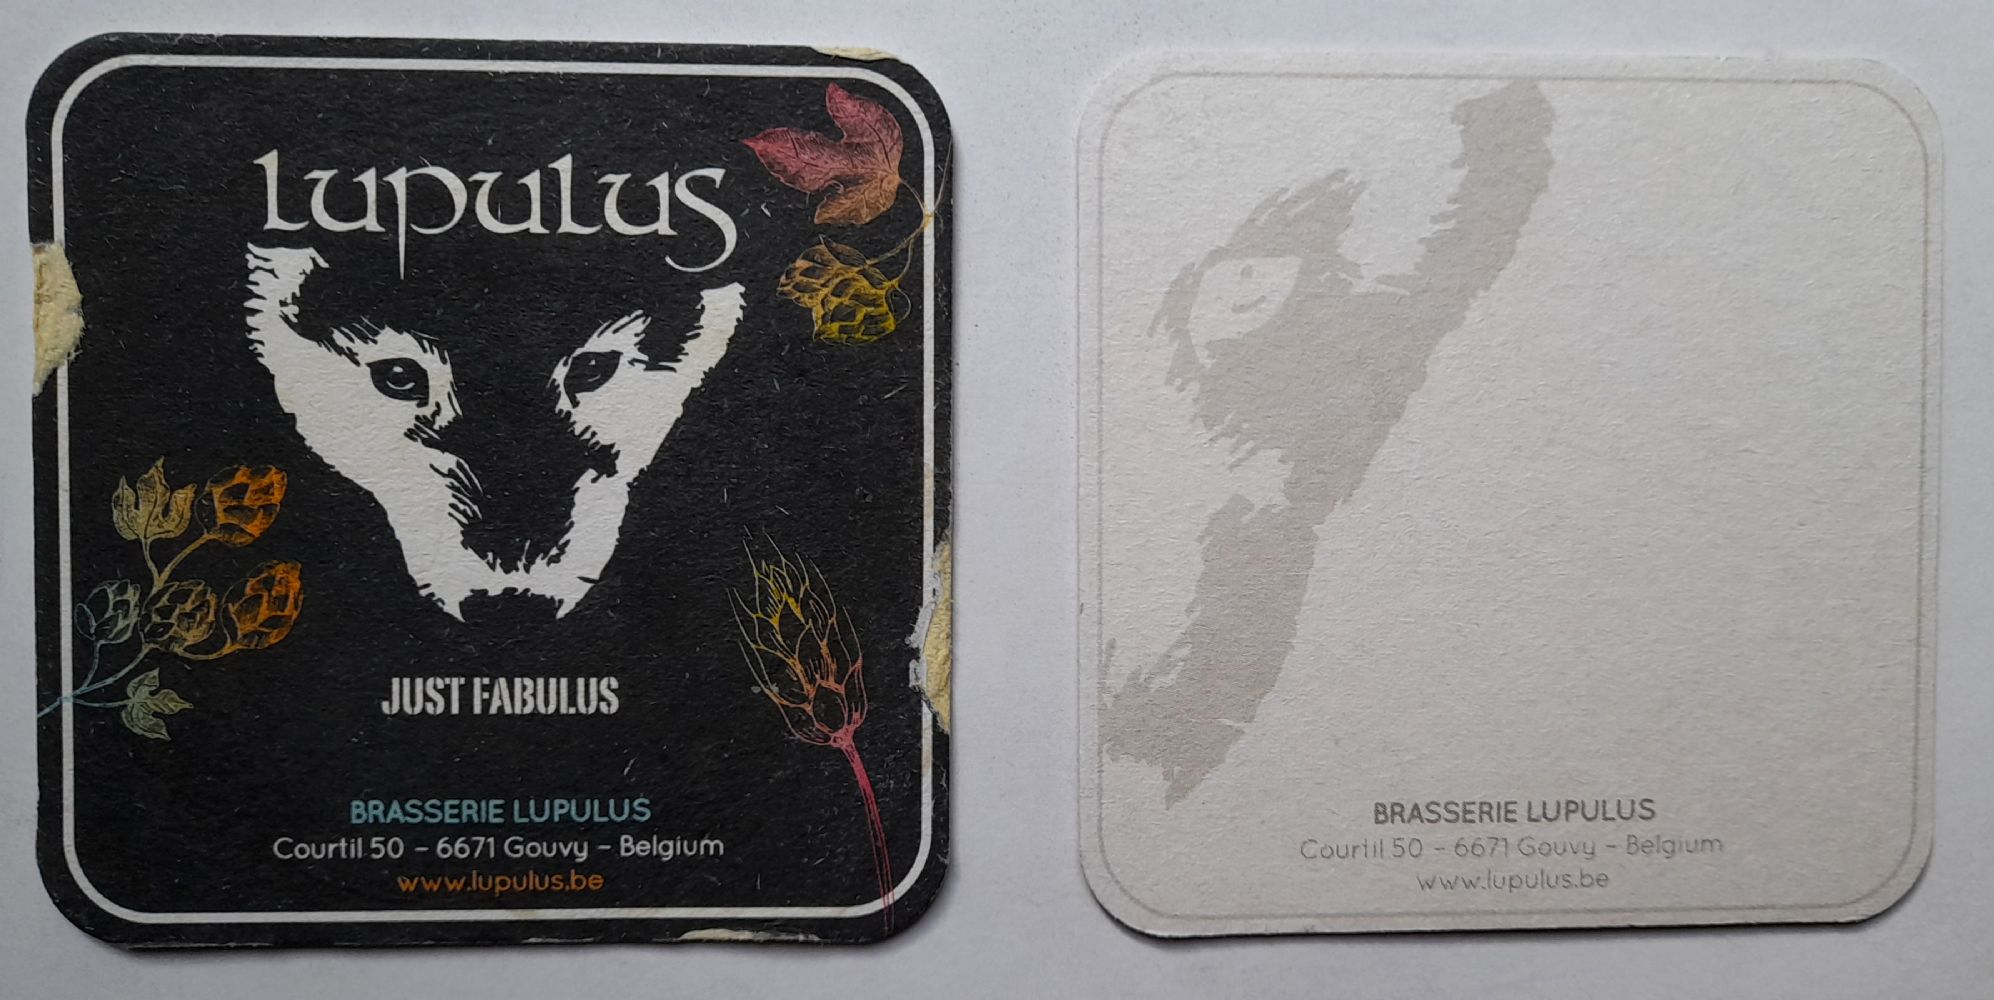 lupulus
JUST FABULUS
BRASSERIE LUPULUS
Courtil 50 – 6671 Gouvy – Belgium
www.lupulus.be
BRASSERIE LUPULUS
Courtil 50 – 6671 Gouvy – Belgium
www.lupulus.be